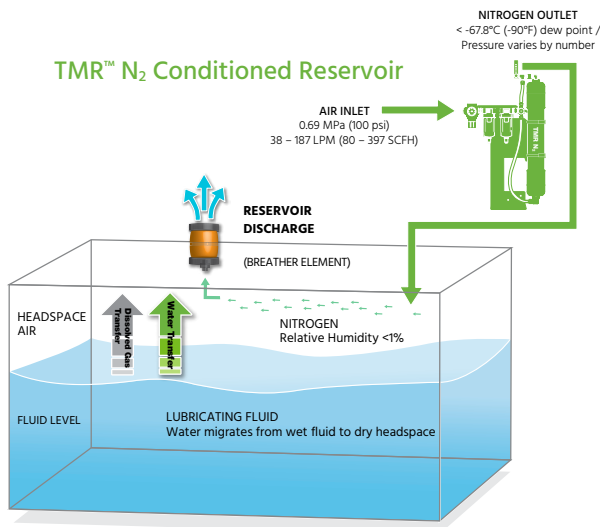 NITROGEN OUTLET
< -67.8°C (-90°F) dew point /
Pressure varies by number
TMR™ N₂ Conditioned Reservoir
AIR INLET
0.69 MPa (100 psi)
38 – 187 LPM (80 – 397 SCFH)
TMR N₂
RESERVOIR
DISCHARGE
(BREATHER ELEMENT)
HEADSPACE
AIR
Dissolved Gas
Transfer
Water Transfer
NITROGEN
Relative Humidity <1%
FLUID LEVEL
LUBRICATING FLUID
Water migrates from wet fluid to dry headspace